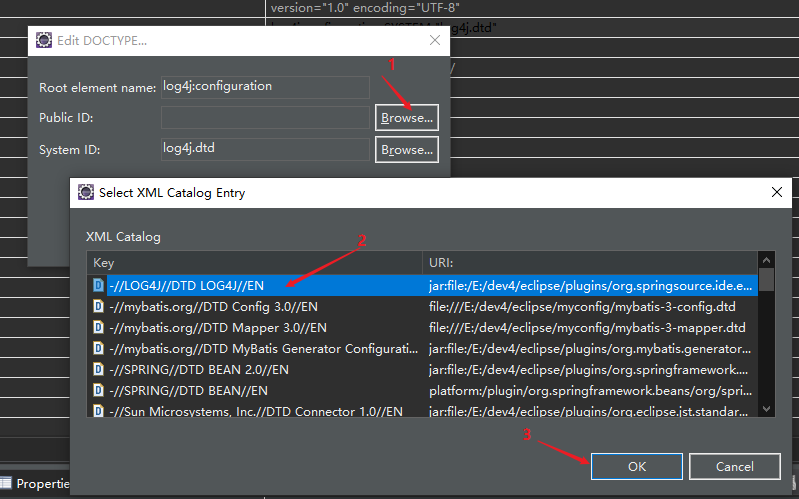 version="1.0" encoding="UTF-8"
log4j:configuration SYSTEM "log4j.dtd"
Edit DOCTYPE...
1
Root element name: log4j:configuration
Public ID: Browse...
System ID: log4j.dtd Browse...
Select XML Catalog Entry
XML Catalog
2
Key URI:
-//LOG4J//DTD LOG4J//EN jar:file:/E:/dev4/eclipse/plugins/org.springsource.ide.e...
-//mybatis.org//DTD Config 3.0//EN file:///E:/dev4/eclipse/myconfig/mybatis-3-config.dtd
-//mybatis.org//DTD Mapper 3.0//EN file:///E:/dev4/eclipse/myconfig/mybatis-3-mapper.dtd
-//mybatis.org//DTD MyBatis Generator Configuratio... jar:file:/E:/dev4/eclipse/plugins/org.mybatis.generator...
-//SPRING//DTD BEAN 2.0//EN jar:file:/E:/dev4/eclipse/plugins/org.springframework....
-//SPRING//DTD BEAN//EN platform:/plugin/org.springframework.beans/org/spri...
-//Sun Microsystems, Inc.//DTD Connector 1.0//EN jar:file:/E:/dev4/eclipse/plugins/org.eclipse.jst.standar...
3
OK Cancel
Propertie